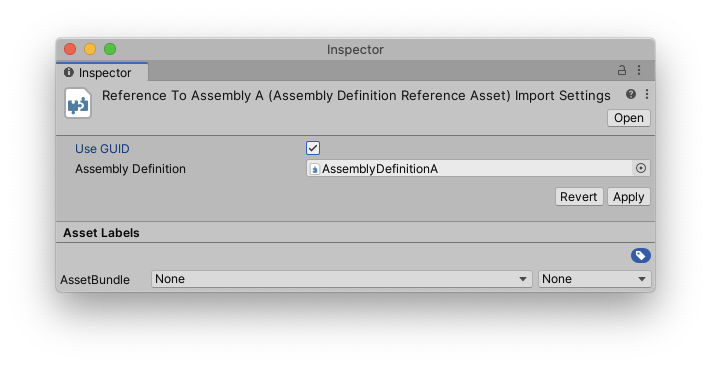 Inspector
Inspector
Reference To Assembly A (Assembly Definition Reference Asset) Import Settings
Open
Use GUID
Assembly Definition AssemblyDefinitionA
Revert Apply
Asset Labels
AssetBundle None None